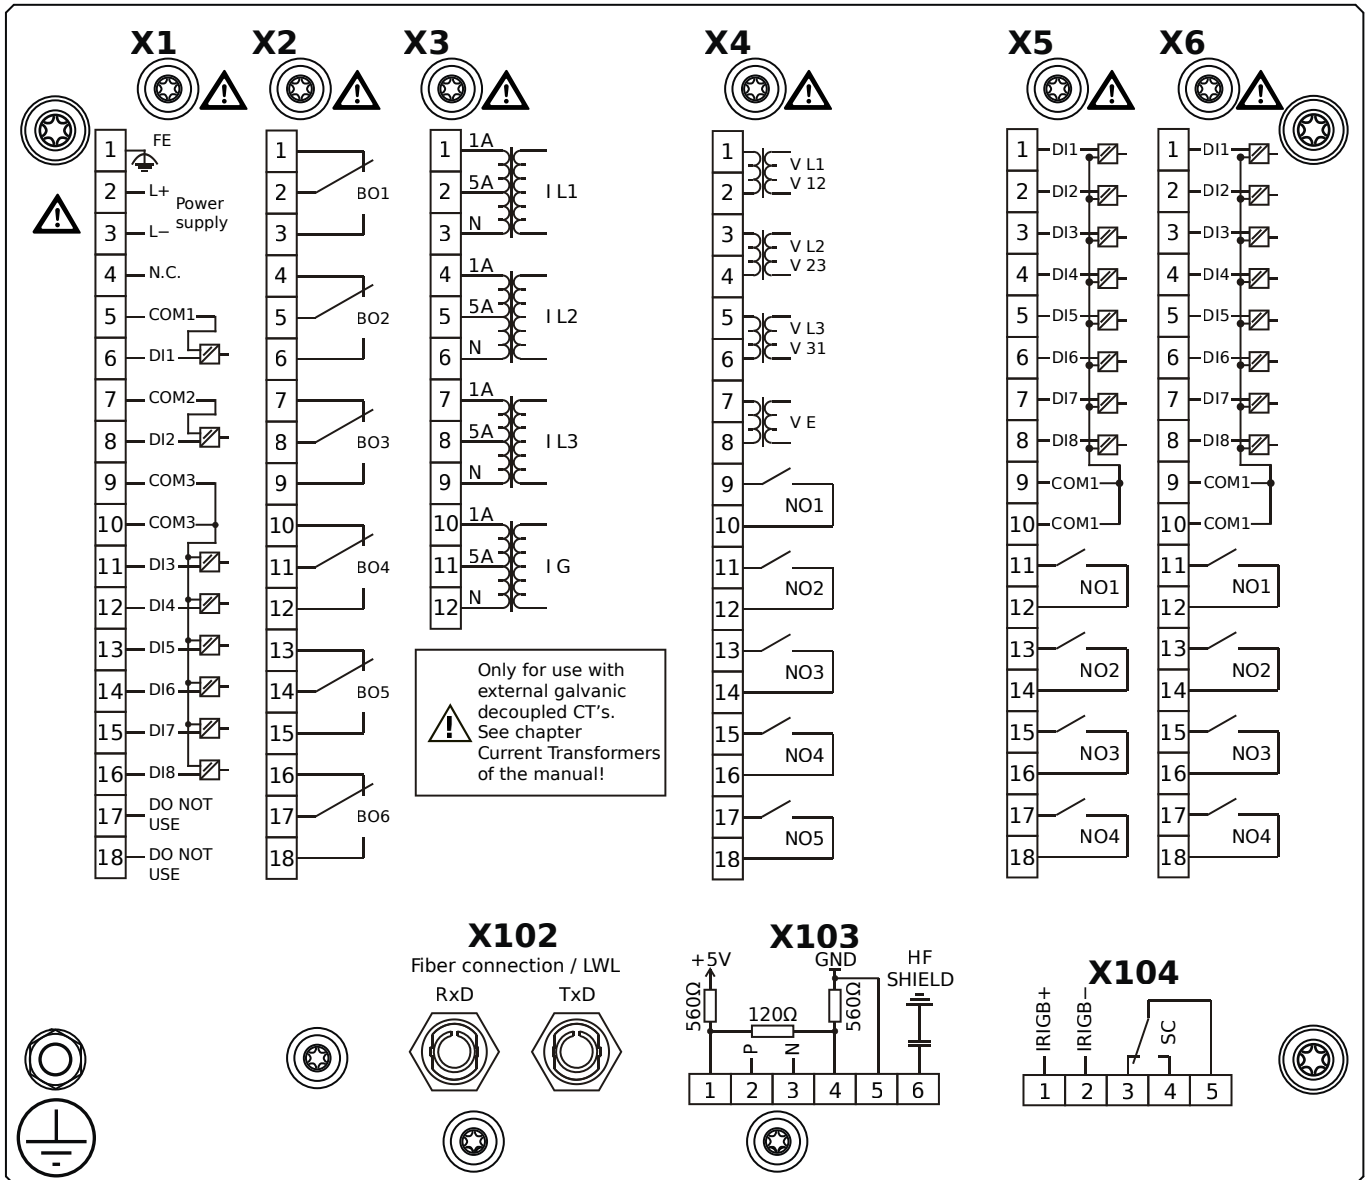 X1
1
FE
2
L+
Power
supply
3
L−
4
N.C.
5
COM1
6
DI1
7
COM2
8
DI2
9
COM3
10
COM3
11
DI3
12
DI4
13
DI5
14
DI6
15
DI7
16
DI8
17
DO NOT
USE
18
DO NOT
USE
X2
1
2
BO1
3
4
5
BO2
6
7
8
BO3
9
10
11
BO4
12
13
14
BO5
15
16
17
BO6
18
X3
1
1A
2
5A
I L1
3
N
4
1A
5
5A
I L2
6
N
7
1A
8
5A
I L3
9
N
10
1A
11
5A
I G
12
N
Only for use with
external galvanic
decoupled CT's.
See chapter
Current Transformers
of the manual!
X4
1
V L1
2
V 12
3
V L2
4
V 23
5
V L3
6
V 31
7
V E
8
9
NO1
10
11
NO2
12
13
NO3
14
15
NO4
16
17
NO5
18
X5
1
DI1
2
DI2
3
DI3
4
DI4
5
DI5
6
DI6
7
DI7
8
DI8
9
COM1
10
COM1
11
NO1
12
13
NO2
14
15
NO3
16
17
NO4
18
X6
1
DI1
2
DI2
3
DI3
4
DI4
5
DI5
6
DI6
7
DI7
8
DI8
9
COM1
10
COM1
11
NO1
12
13
NO2
14
15
NO3
16
17
NO4
18
X102
Fiber connection / LWL
RxD
TxD
X103
+5V
GND
HF
SHIELD
560Ω
120Ω
560Ω
P
N
1 2 3 4 5 6
X104
IRIGB+
IRIGB−
SC
1 2 3 4 5